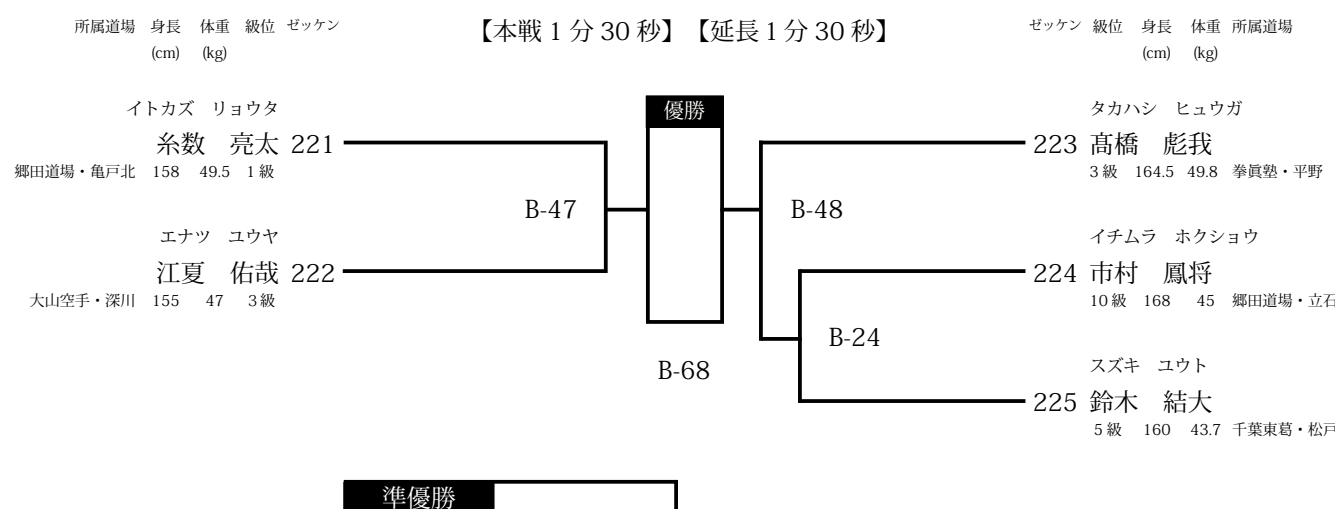 所属道場 身長 体重 級位 ゼッケン 【本戦 1 分 30 秒】【延長 1 分 30 秒】 ゼッケン 級位 身長 体重 所属道場
(cm) (kg) (cm) (kg)
イトカズ リョウタ
糸数 亮太 221
郷田道場・亀戸北 158 49.5 1 級
エナツ ユウヤ
江夏 佑哉 222
大山空手・深川 155 47 3 級
B-47
優勝
B-68
B-48
B-24
タカハシ ヒュウガ
223 髙橋 彪我
3 級 164.5 49.8 拳眞塾・平野
イチムラ ホクショウ
224 市村 鳳将
10 級 168 45 郷田道場・立石
スズキ ユウト
225 鈴木 結大
5 級 160 43.7 千葉東葛・松戸
準優勝